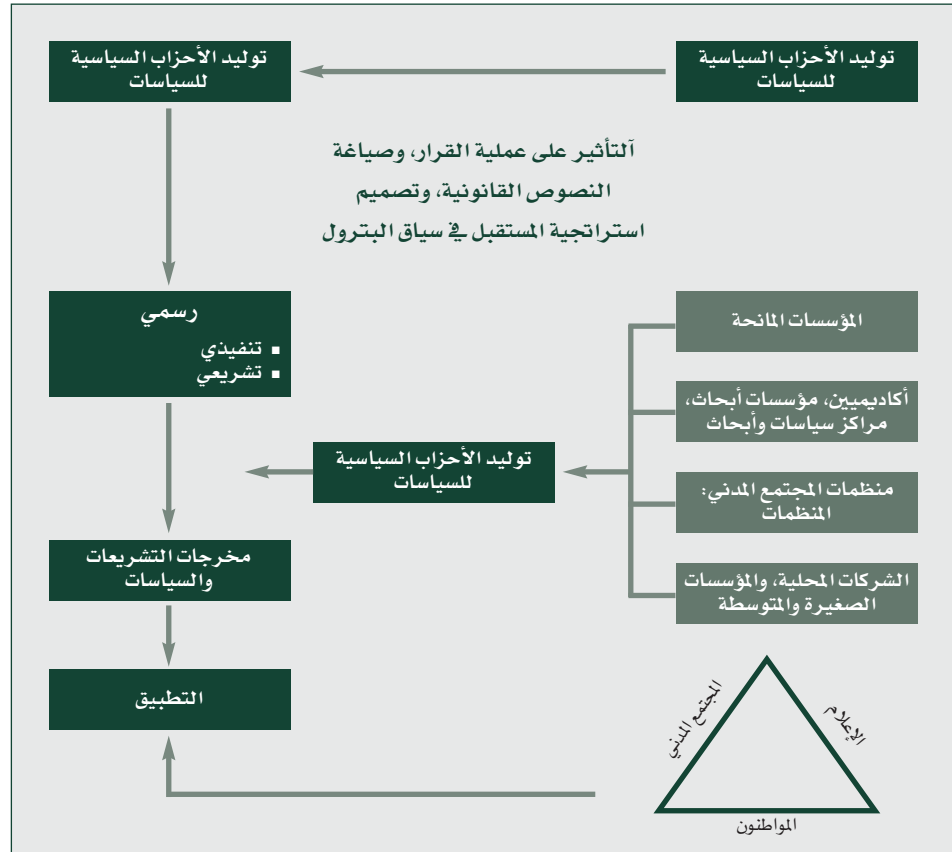 توليد الأحزاب السياسية
للسياسات
توليد الأحزاب السياسية
للسياسات
آلتأثير على عملية القرار، وصياغة
النصوص القانونية، وتصميم
استراتجية المستقبل في سياق البترول
رسمي
▪ تنفيذي
▪ تشريعي
المؤسسات المانحة
أكاديميين، مؤسسات أبحاث،
مراكز سياسات وأبحاث
توليد الأحزاب السياسية
للسياسات
منظمات المجتمع المدني:
المنظمات
مخرجات التشريعات
والسياسات
الشركات المحلية، والمؤسسات
الصغيرة والمتوسطة
التطبيق
الإعلام
المجتمع المدني
المواطنون